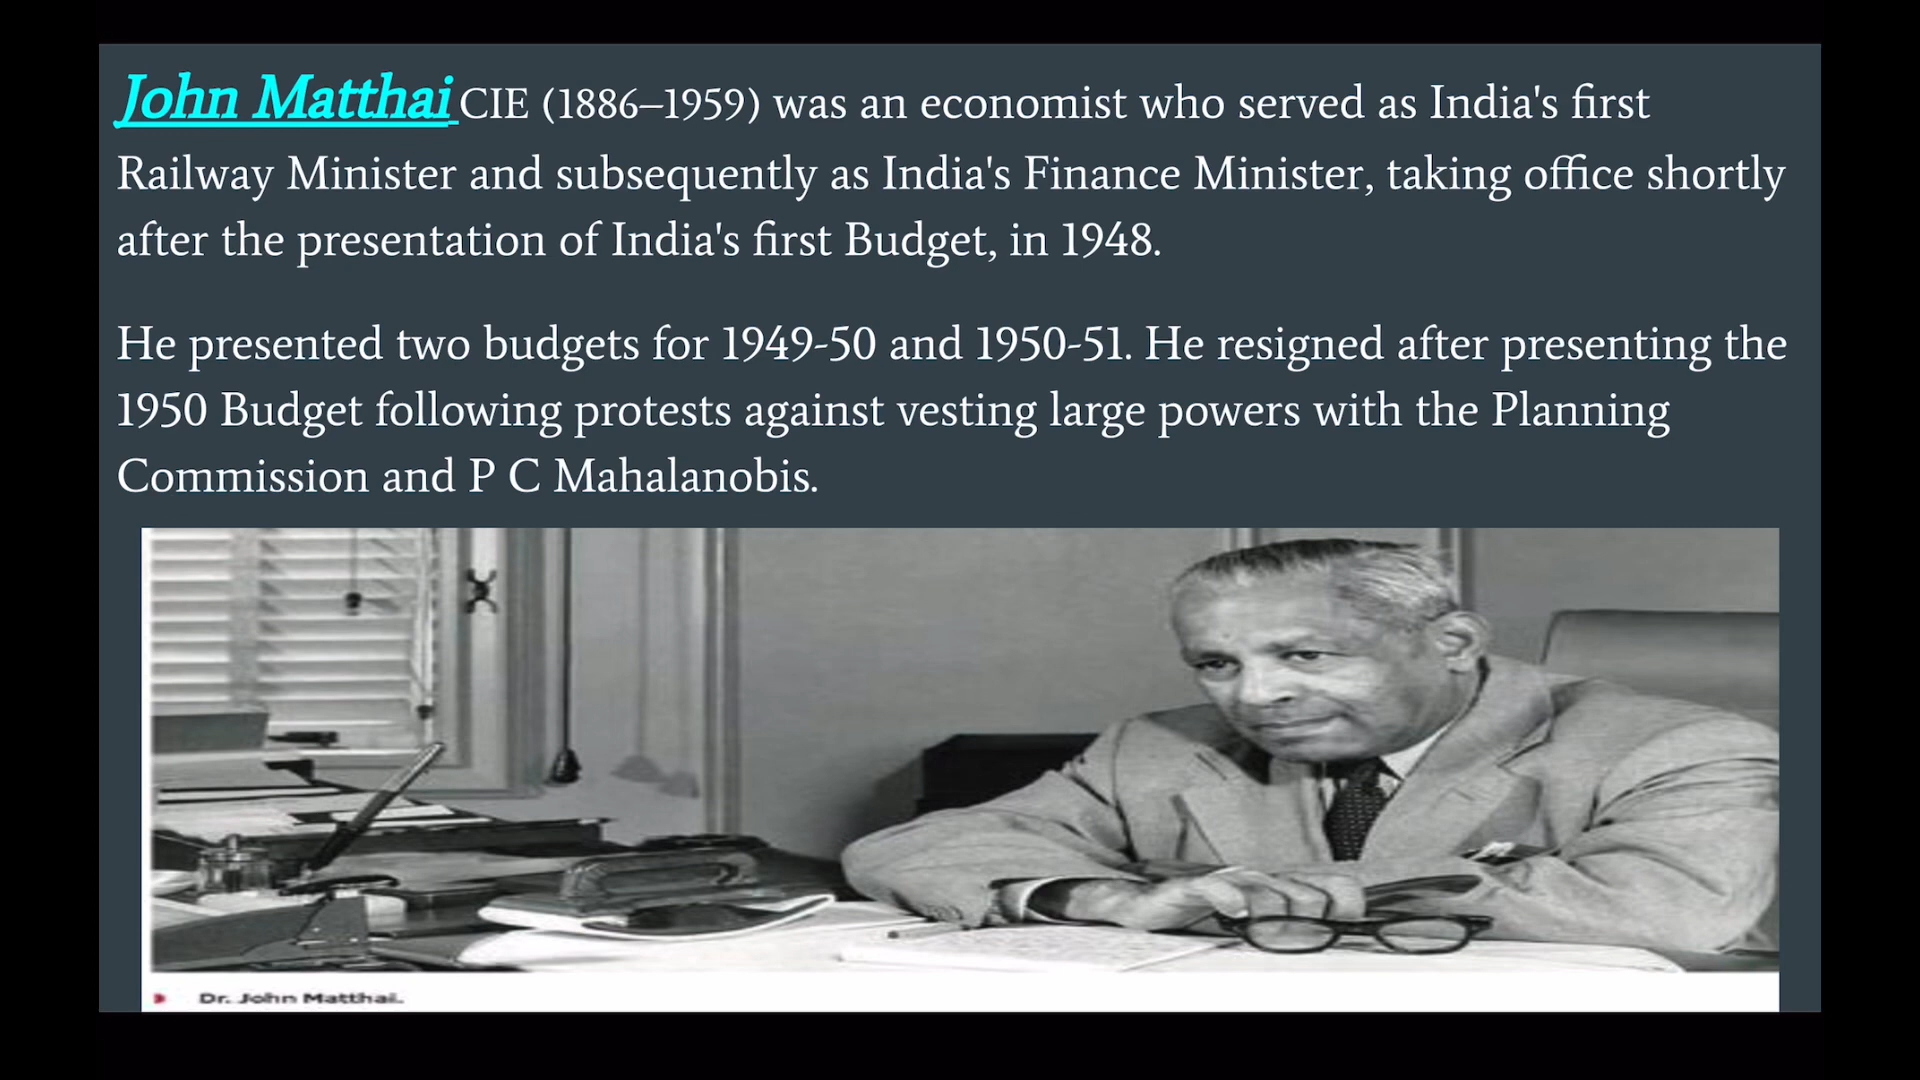 John Matthai CIE (1886–1959) was an economist who served as India's first
Railway Minister and subsequently as India's Finance Minister, taking office shortly
after the presentation of India's first Budget, in 1948.
He presented two budgets for 1949-50 and 1950-51. He resigned after presenting the
1950 Budget following protests against vesting large powers with the Planning
Commission and P C Mahalanobis.
Dr. John Matthai.